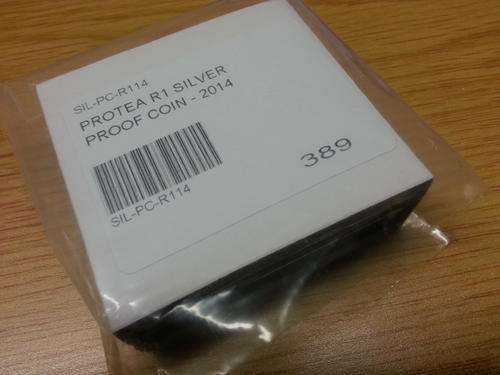 SIL-PC-R114
PROTEA R1 SILVER
PROOF COIN - 2014
SIL-PC-R114
389